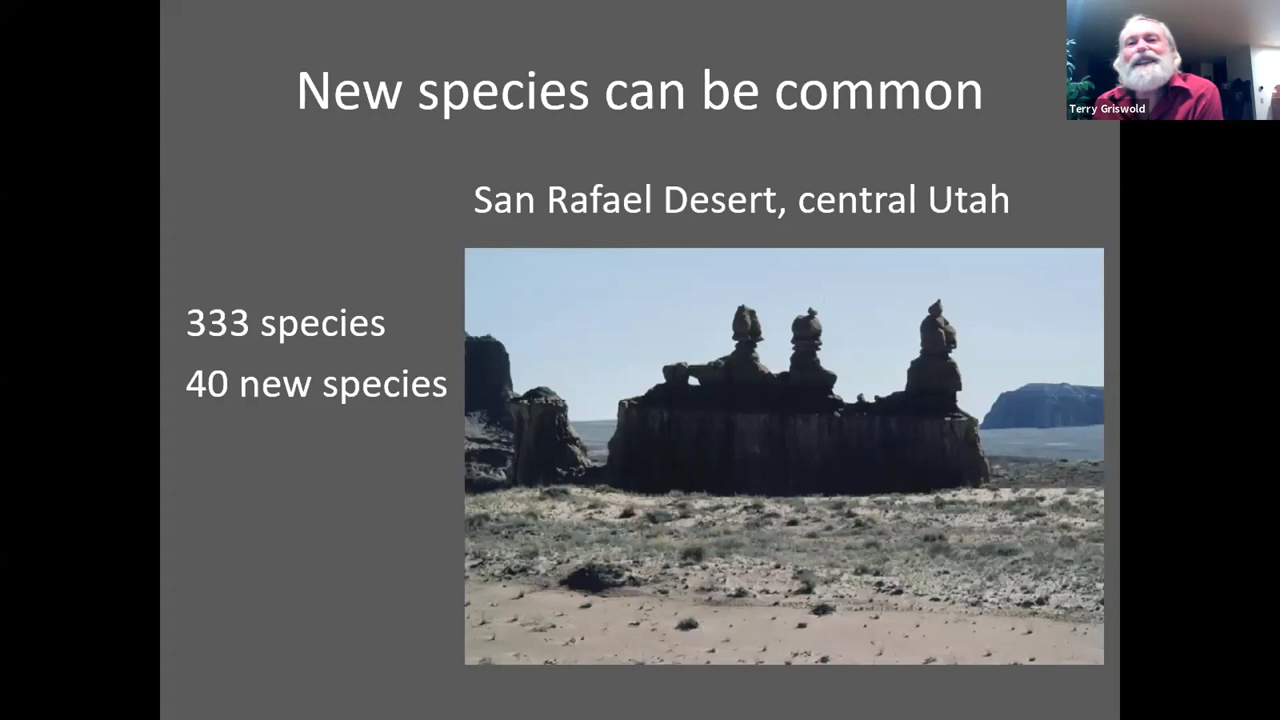 New species can be common
Terry Griswold
San Rafael Desert, central Utah
333 species
40 new species